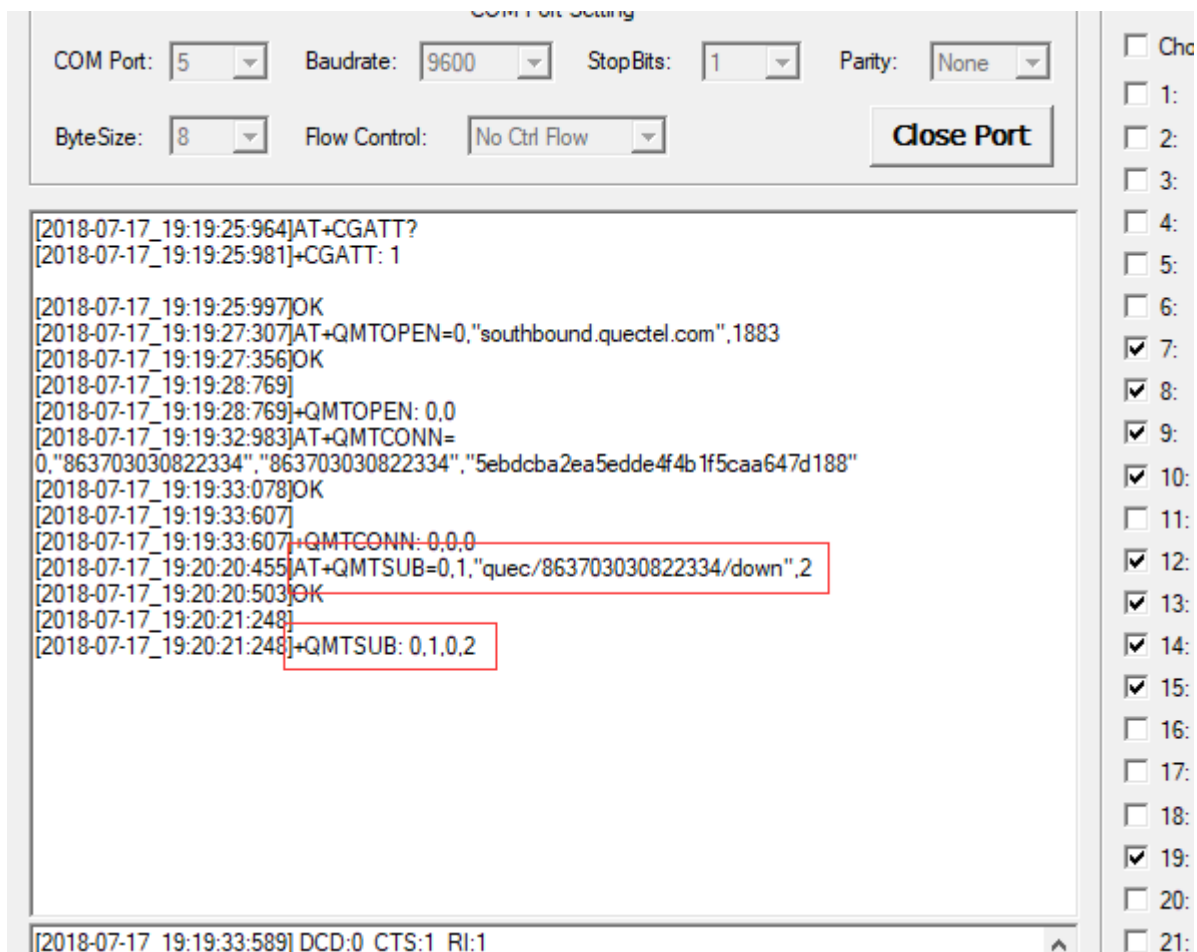 COM Port Setting
COM Port: 5 Baudrate: 9600 StopBits: 1 Parity: None
ByteSize: 8 Flow Control: No Ctrl Flow Close Port
[2018-07-17_19:19:25:964]AT+CGATT?
[2018-07-17_19:19:25:981]+CGATT: 1
[2018-07-17_19:19:25:997]OK
[2018-07-17_19:19:27:307]AT+QMTOPEN=0,"southbound.quectel.com",1883
[2018-07-17_19:19:27:356]OK
[2018-07-17_19:19:28:769]
[2018-07-17_19:19:28:769]+QMTOPEN: 0,0
[2018-07-17_19:19:32:983]AT+QMTCONN=
0,"863703030822334","863703030822334","5ebdcba2ea5edde4f4b1f5caa647d188"
[2018-07-17_19:19:33:078]OK
[2018-07-17_19:19:33:607]
[2018-07-17_19:19:33:607]+QMTCONN: 0,0,0
[2018-07-17_19:20:20:455]AT+QMTSUB=0,1,"quec/863703030822334/down",2
[2018-07-17_19:20:20:503]OK
[2018-07-17_19:20:21:248]
[2018-07-17_19:20:21:248]+QMTSUB: 0,1,0,2
[2018-07-17_19:19:33:589] DCD:0 CTS:1 RI:1
1:
2:
3:
4:
5:
6:
7:
8:
9:
10:
11:
12:
13:
14:
15:
16:
17:
18:
19:
20:
21: